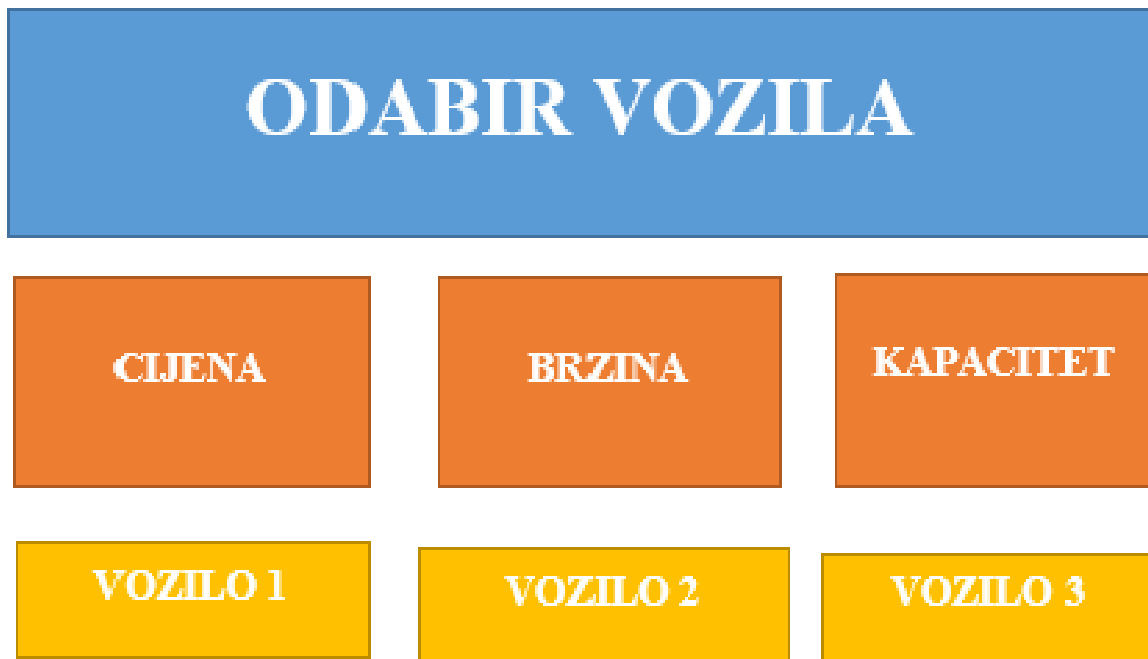 ODABIR VOZILA
CIJENA
BRZINA
KAPACITET
VOZILO 1
VOZILO 2
VOZILO 3